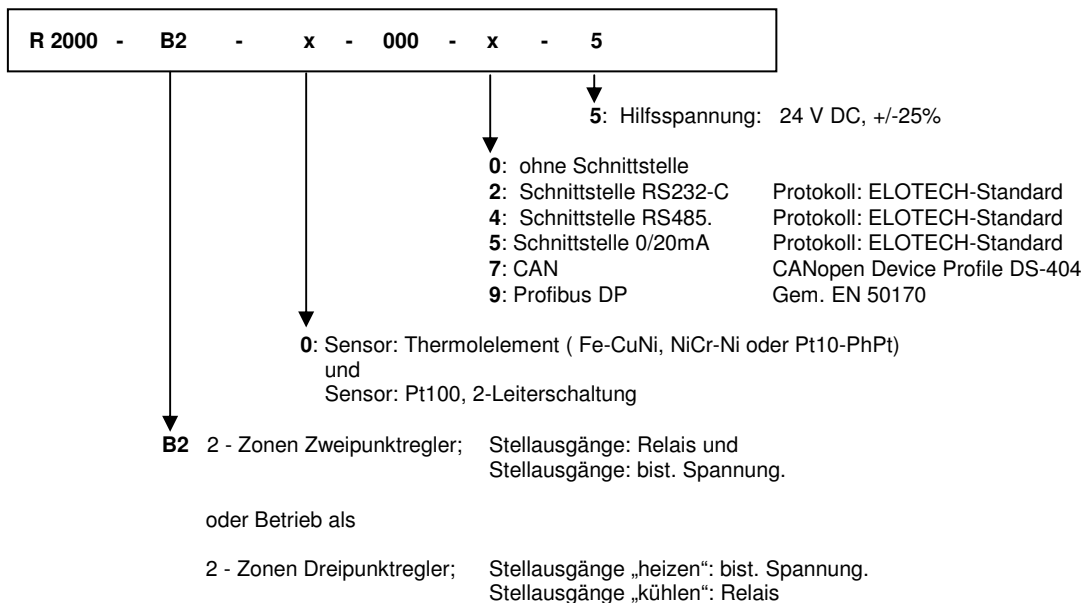 R 2000 - B2 - x - 000 - x - 5
5: Hilfsspannung: 24 V DC, +/-25%
0: ohne Schnittstelle
2: Schnittstelle RS232-C Protokoll: ELOTECH-Standard
4: Schnittstelle RS485. Protokoll: ELOTECH-Standard
5: Schnittstelle 0/20mA Protokoll: ELOTECH-Standard
7: CAN CANopen Device Profile DS-404
9: Profibus DP Gem. EN 50170
0: Sensor: Thermolelement ( Fe-CuNi, NiCr-Ni oder Pt10-PhPt)
und
Sensor: Pt100, 2-Leiterschaltung
B2 2 - Zonen Zweipunktregler; Stellausgänge: Relais und
Stellausgänge: bist. Spannung.
oder Betrieb als
2 - Zonen Dreipunktregler; Stellausgänge „heizen“: bist. Spannung.
Stellausgänge „kühlen“: Relais